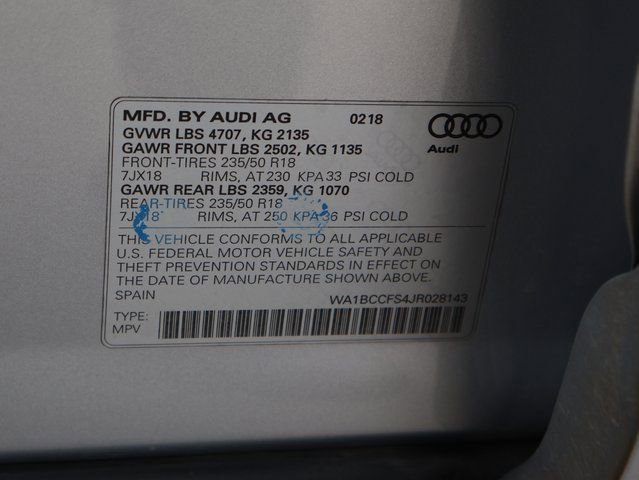 MFD. BY AUDI AG 0218
GVWR LBS 4707, KG 2135
GAWR FRONT LBS 2502, KG 1135
Audi
FRONT-TIRES 235/50 R18
7JX18 RIMS, AT 230 KPA 33 PSI COLD
GAWR REAR LBS 2359, KG 1070
REAR-TIRES 235/50 R18
7JX18 RIMS, AT 250 KPA 36 PSI COLD
THIS VEHICLE CONFORMS TO ALL APPLICABLE
U.S. FEDERAL MOTOR VEHICLE SAFETY AND
THEFT PREVENTION STANDARDS IN EFFECT ON
THE DATE OF MANUFACTURE SHOWN ABOVE.
SPAIN WA1BCCFS4JR028143
TYPE:
MPV